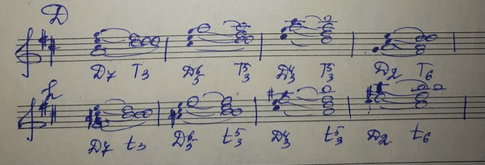 D
D7 T3 D6/5 T5/3 D4/3 T5/3 D2 T6
h
D7 t3 D6/5 t5/3 D4/3 t5/3 D2 t6